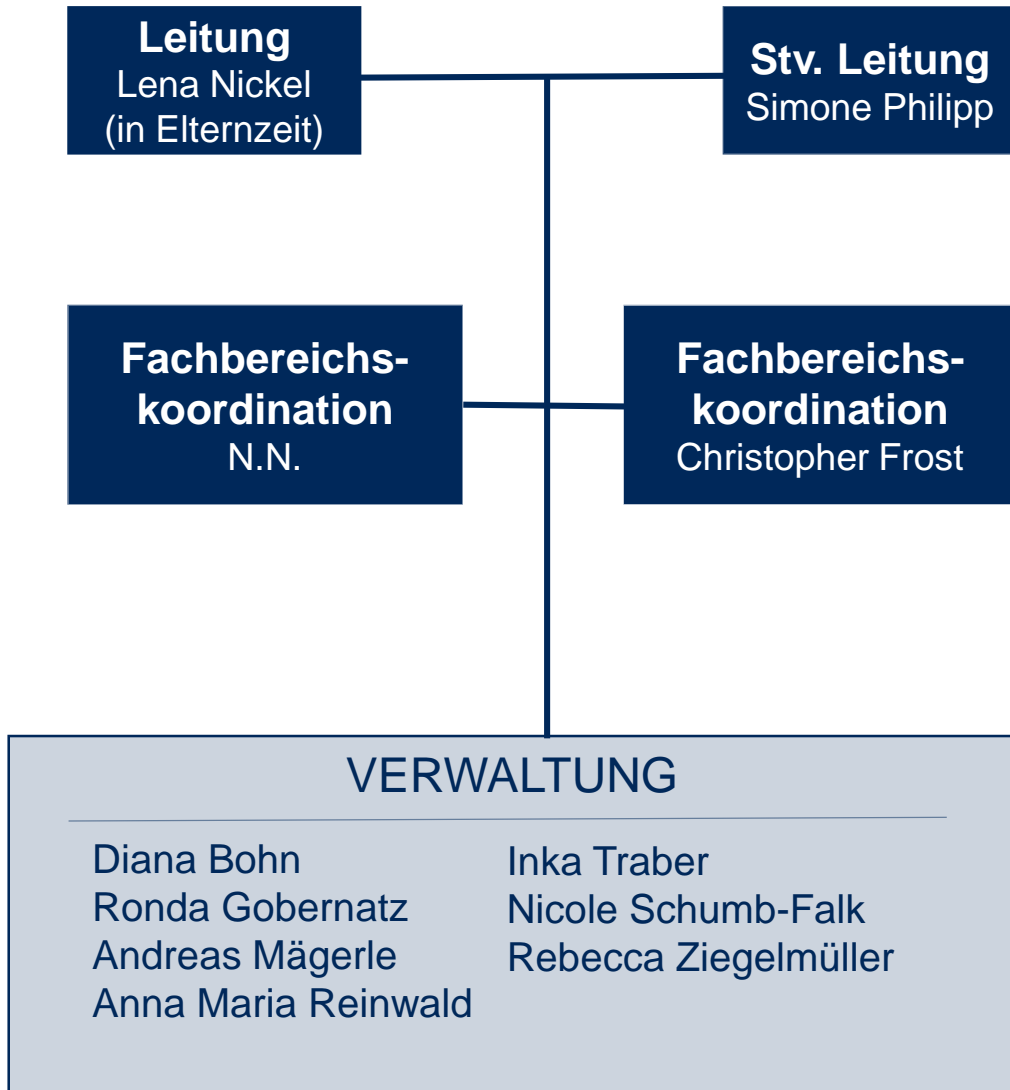 Leitung
Lena Nickel
(in Elternzeit)
Stv. Leitung
Simone Philipp
Fachbereichs-
koordination
N.N.
Fachbereichs-
koordination
Christopher Frost
VERWALTUNG
Diana Bohn
Ronda Gobernatz
Andreas Mägerle
Anna Maria Reinwald
Inka Traber
Nicole Schumb-Falk
Rebecca Ziegelmüller